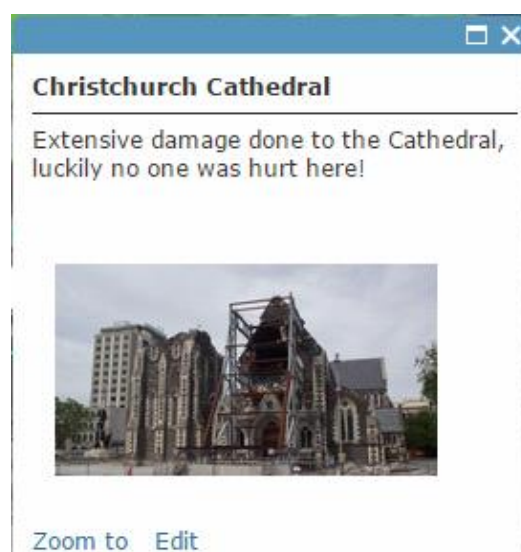 Christchurch Cathedral
Extensive damage done to the Cathedral,
luckily no one was hurt here!
Zoom to Edit